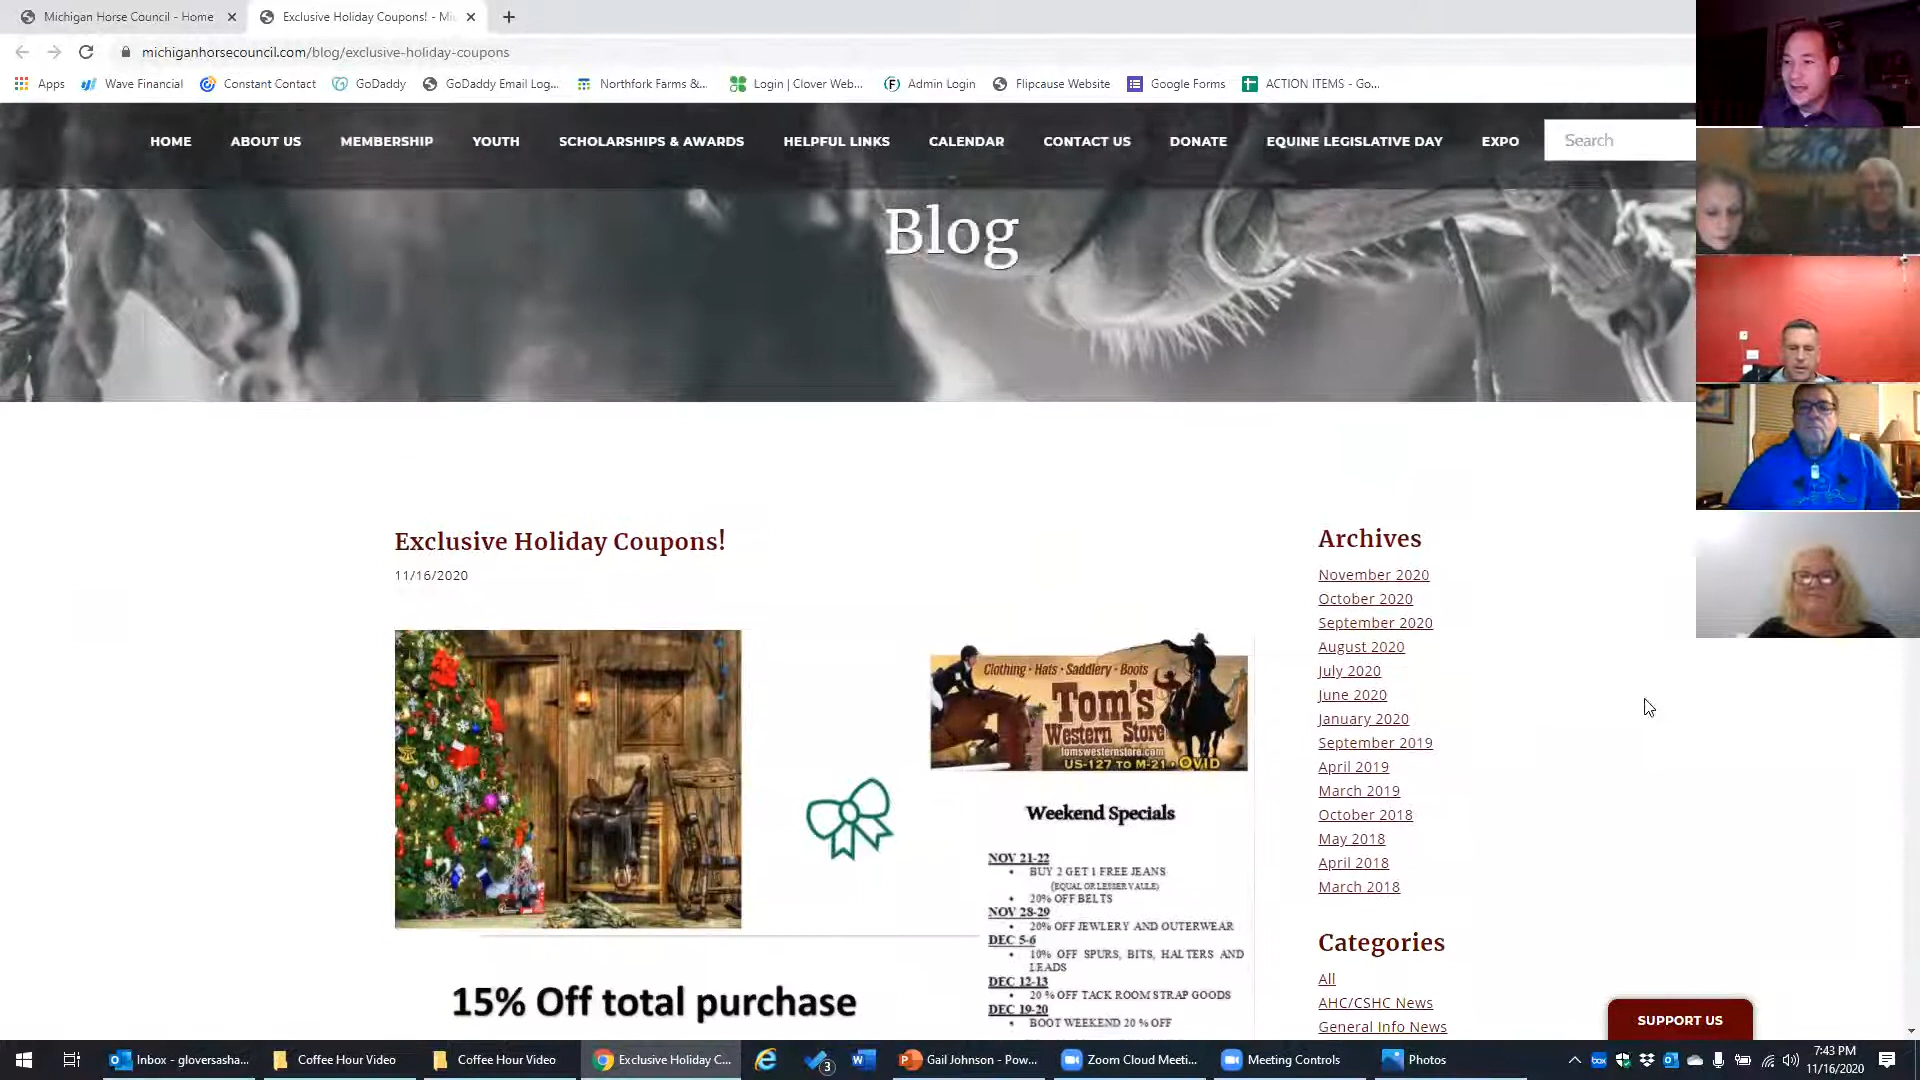 Michigan Horse Council - Home
Exclusive Holiday Coupons! - Mi
michiganhorsecouncil.com/blog/exclusive-holiday-coupons
Apps
Wave Financial
Constant Contact
GoDaddy
GoDaddy Email Log...
Northfork Farms &...
Login | Clover Web...
Admin Login
Flipcause Website
Google Forms
ACTION ITEMS - Go...
HOME
ABOUT US
MEMBERSHIP
YOUTH
SCHOLARSHIPS & AWARDS
HELPFUL LINKS
CALENDAR
CONTACT US
DONATE
EQUINE LEGISLATIVE DAY
EXPO
Search
Blog
Exclusive Holiday Coupons!
11/16/2020
Clothing • Hats • Saddlery • Boots
Tom's
Western Store
tomswesternstore.com
US-127 TO M-21 • OVID
Weekend Specials
NOV 21-22
• BUY 2 GET 1 FREE JEANS
(EQUAL OR LESSER VAULE)
• 20% OFF BELTS
NOV 28-29
• 20% OFF JEWLERY AND OUTERWEAR
DEC 5-6
• 10% OFF SPURS, BITS, HALTERS AND
LEADS
DEC 12-13
• 20 % OFF TACK ROOM STRAP GOODS
DEC 19-20
• BOOT WEEKEND 20 % OFF
15% Off total purchase
Archives
November 2020
October 2020
September 2020
August 2020
July 2020
June 2020
January 2020
September 2019
April 2019
March 2019
October 2018
May 2018
April 2018
March 2018
Categories
All
AHC/CSHC News
General Info News
SUPPORT US
Inbox - gloversasha...
Coffee Hour Video
Coffee Hour Video
Exclusive Holiday C...
3
Gail Johnson - Pow...
Zoom Cloud Meeti...
Meeting Controls
Photos
7:43 PM
11/16/2020